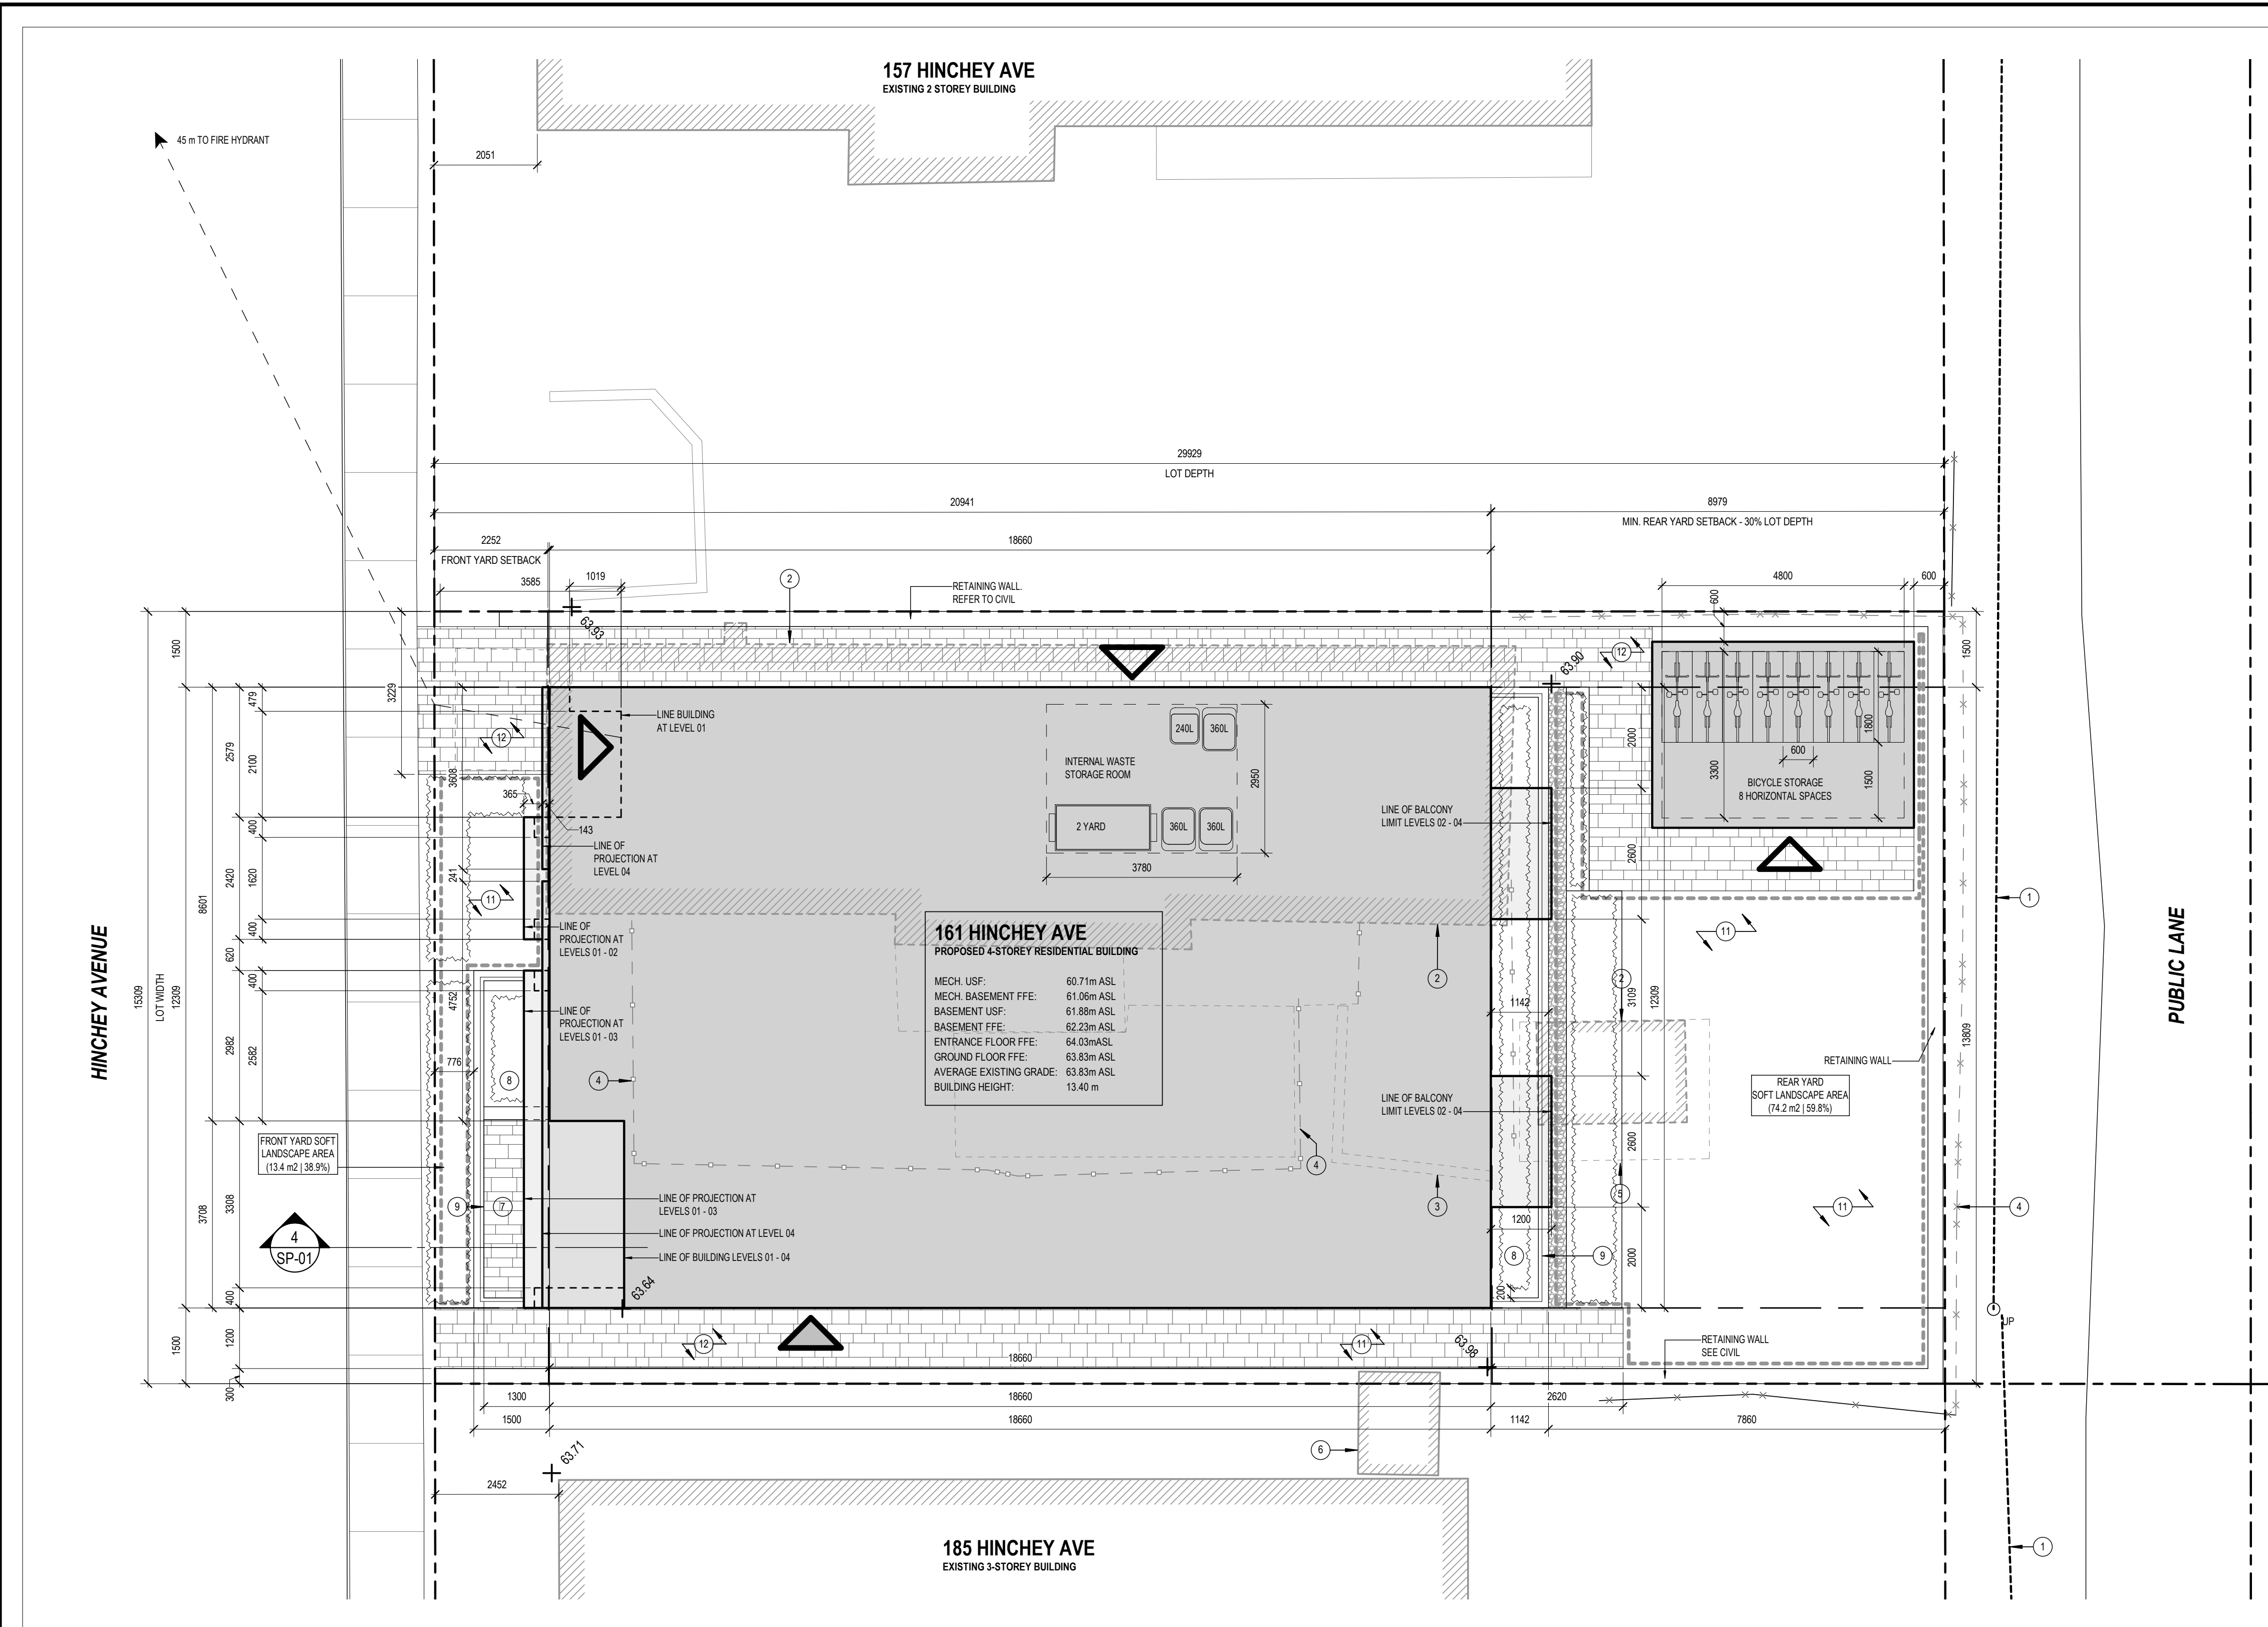 157 HINCHEY AVE
EXISTING 2 STOREY BUILDING
45 m TO FIRE HYDRANT
2051
29929
LOT DEPTH
20941
8979
MIN. REAR YARD SETBACK - 30% LOT DEPTH
2252
FRONT YARD SETBACK
18660
3585
1019
2
RETAINING WALL.
REFER TO CIVIL
4800
600
600
63.93
63.90
12
1500
1500
3229
479
2579
2100
3608
365
143
12
LINE BUILDING
AT LEVEL 01
INTERNAL WASTE
STORAGE ROOM
240L
360L
2950
2 YARD
360L
360L
3780
LINE OF BALCONY
LIMIT LEVELS 02 - 04
2000
3300
1800
600
1500
BICYCLE STORAGE
8 HORIZONTAL SPACES
2600
400
LINE OF
PROJECTION AT
LEVEL 04
241
2420
1620
8601
11
400
620
400
LINE OF
PROJECTION AT
LEVELS 01 - 02
HINCHEY AVENUE
15309
LOT WIDTH
12309
4752
2982
2582
776
8
LINE OF
PROJECTION AT
LEVELS 01 - 03
4
161 HINCHEY AVE
PROPOSED 4-STOREY RESIDENTIAL BUILDING
MECH. USF: 60.71m ASL
MECH. BASEMENT FFE: 61.06m ASL
BASEMENT USF: 61.88m ASL
BASEMENT FFE: 62.23m ASL
ENTRANCE FLOOR FFE: 64.03mASL
GROUND FLOOR FFE: 63.83m ASL
AVERAGE EXISTING GRADE: 63.83m ASL
BUILDING HEIGHT: 13.40 m
2
1142
2
3109
12309
11
1
PUBLIC LANE
13809
RETAINING WALL
REAR YARD
SOFT LANDSCAPE AREA
(74.2 m2 | 59.8%)
LINE OF BALCONY
LIMIT LEVELS 02 - 04
2600
4
3
5
11
4
FRONT YARD SOFT
LANDSCAPE AREA
(13.4 m2 | 38.9%)
9
7
3708
3308
4
SP-01
LINE OF PROJECTION AT
LEVELS 01 - 03
LINE OF PROJECTION AT LEVEL 04
LINE OF BUILDING LEVELS 01 - 04
63.64
1200
8
9
2000
200
400
1500
1200
300
12
11
63.98
18660
RETAINING WALL
SEE CIVIL
UP
1300
18660
2620
1500
18660
1142
7860
63.71
6
2452
1
185 HINCHEY AVE
EXISTING 3-STOREY BUILDING